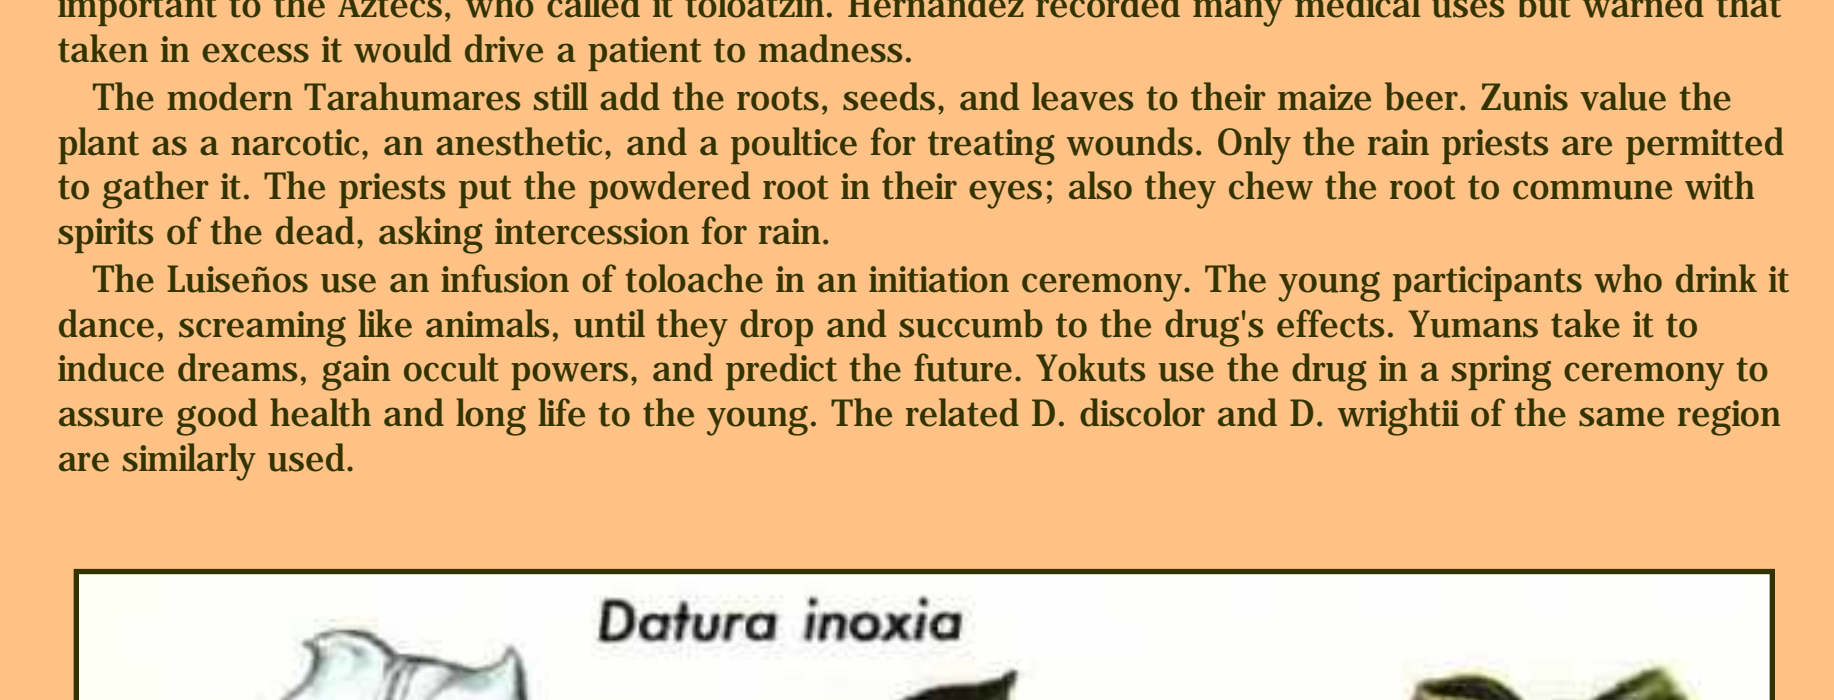 important to the Aztecs, who called it toloatzin. Hernandez recorded many medical uses but warned that
taken in excess it would drive a patient to madness.
The modern Tarahumares still add the roots, seeds, and leaves to their maize beer. Zunis value the
plant as a narcotic, an anesthetic, and a poultice for treating wounds. Only the rain priests are permitted
to gather it. The priests put the powdered root in their eyes; also they chew the root to commune with
spirits of the dead, asking intercession for rain.
The Luiseños use an infusion of toloache in an initiation ceremony. The young participants who drink it
dance, screaming like animals, until they drop and succumb to the drug's effects. Yumans take it to
induce dreams, gain occult powers, and predict the future. Yokuts use the drug in a spring ceremony to
assure good health and long life to the young. The related D. discolor and D. wrightii of the same region
are similarly used.
Datura inoxia